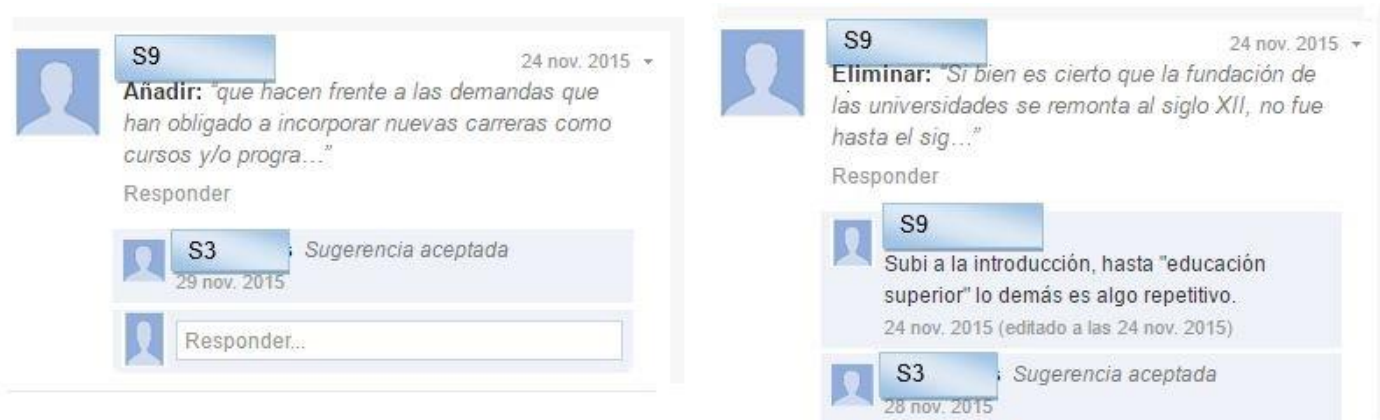 S9
24 nov. 2015
Añadir: "que hacen frente a las demandas que
han obligado a incorporar nuevas carreras como
cursos y/o progra…"
Responder
S3
Sugerencia aceptada
29 nov. 2015
Responder...
S9
24 nov. 2015
Eliminar: "Si bien es cierto que la fundación de
las universidades se remonta al siglo XII, no fue
hasta el sig…"
Responder
S9
Subi a la introducción, hasta "educación
superior" lo demás es algo repetitivo.
24 nov. 2015 (editado a las 24 nov. 2015)
S3
Sugerencia aceptada
28 nov. 2015